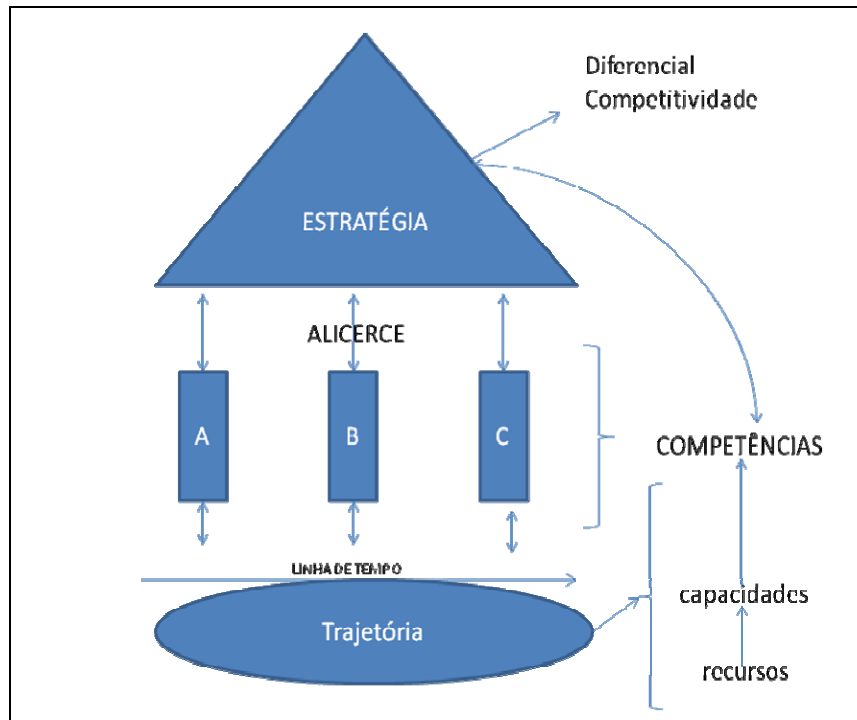 Diferencial
Competitividade
ESTRATÉGIA
ALICERCE
A
B
C
COMPETÊNCIAS
LINHA DE TEMPO
capacidades
Trajetória
recursos